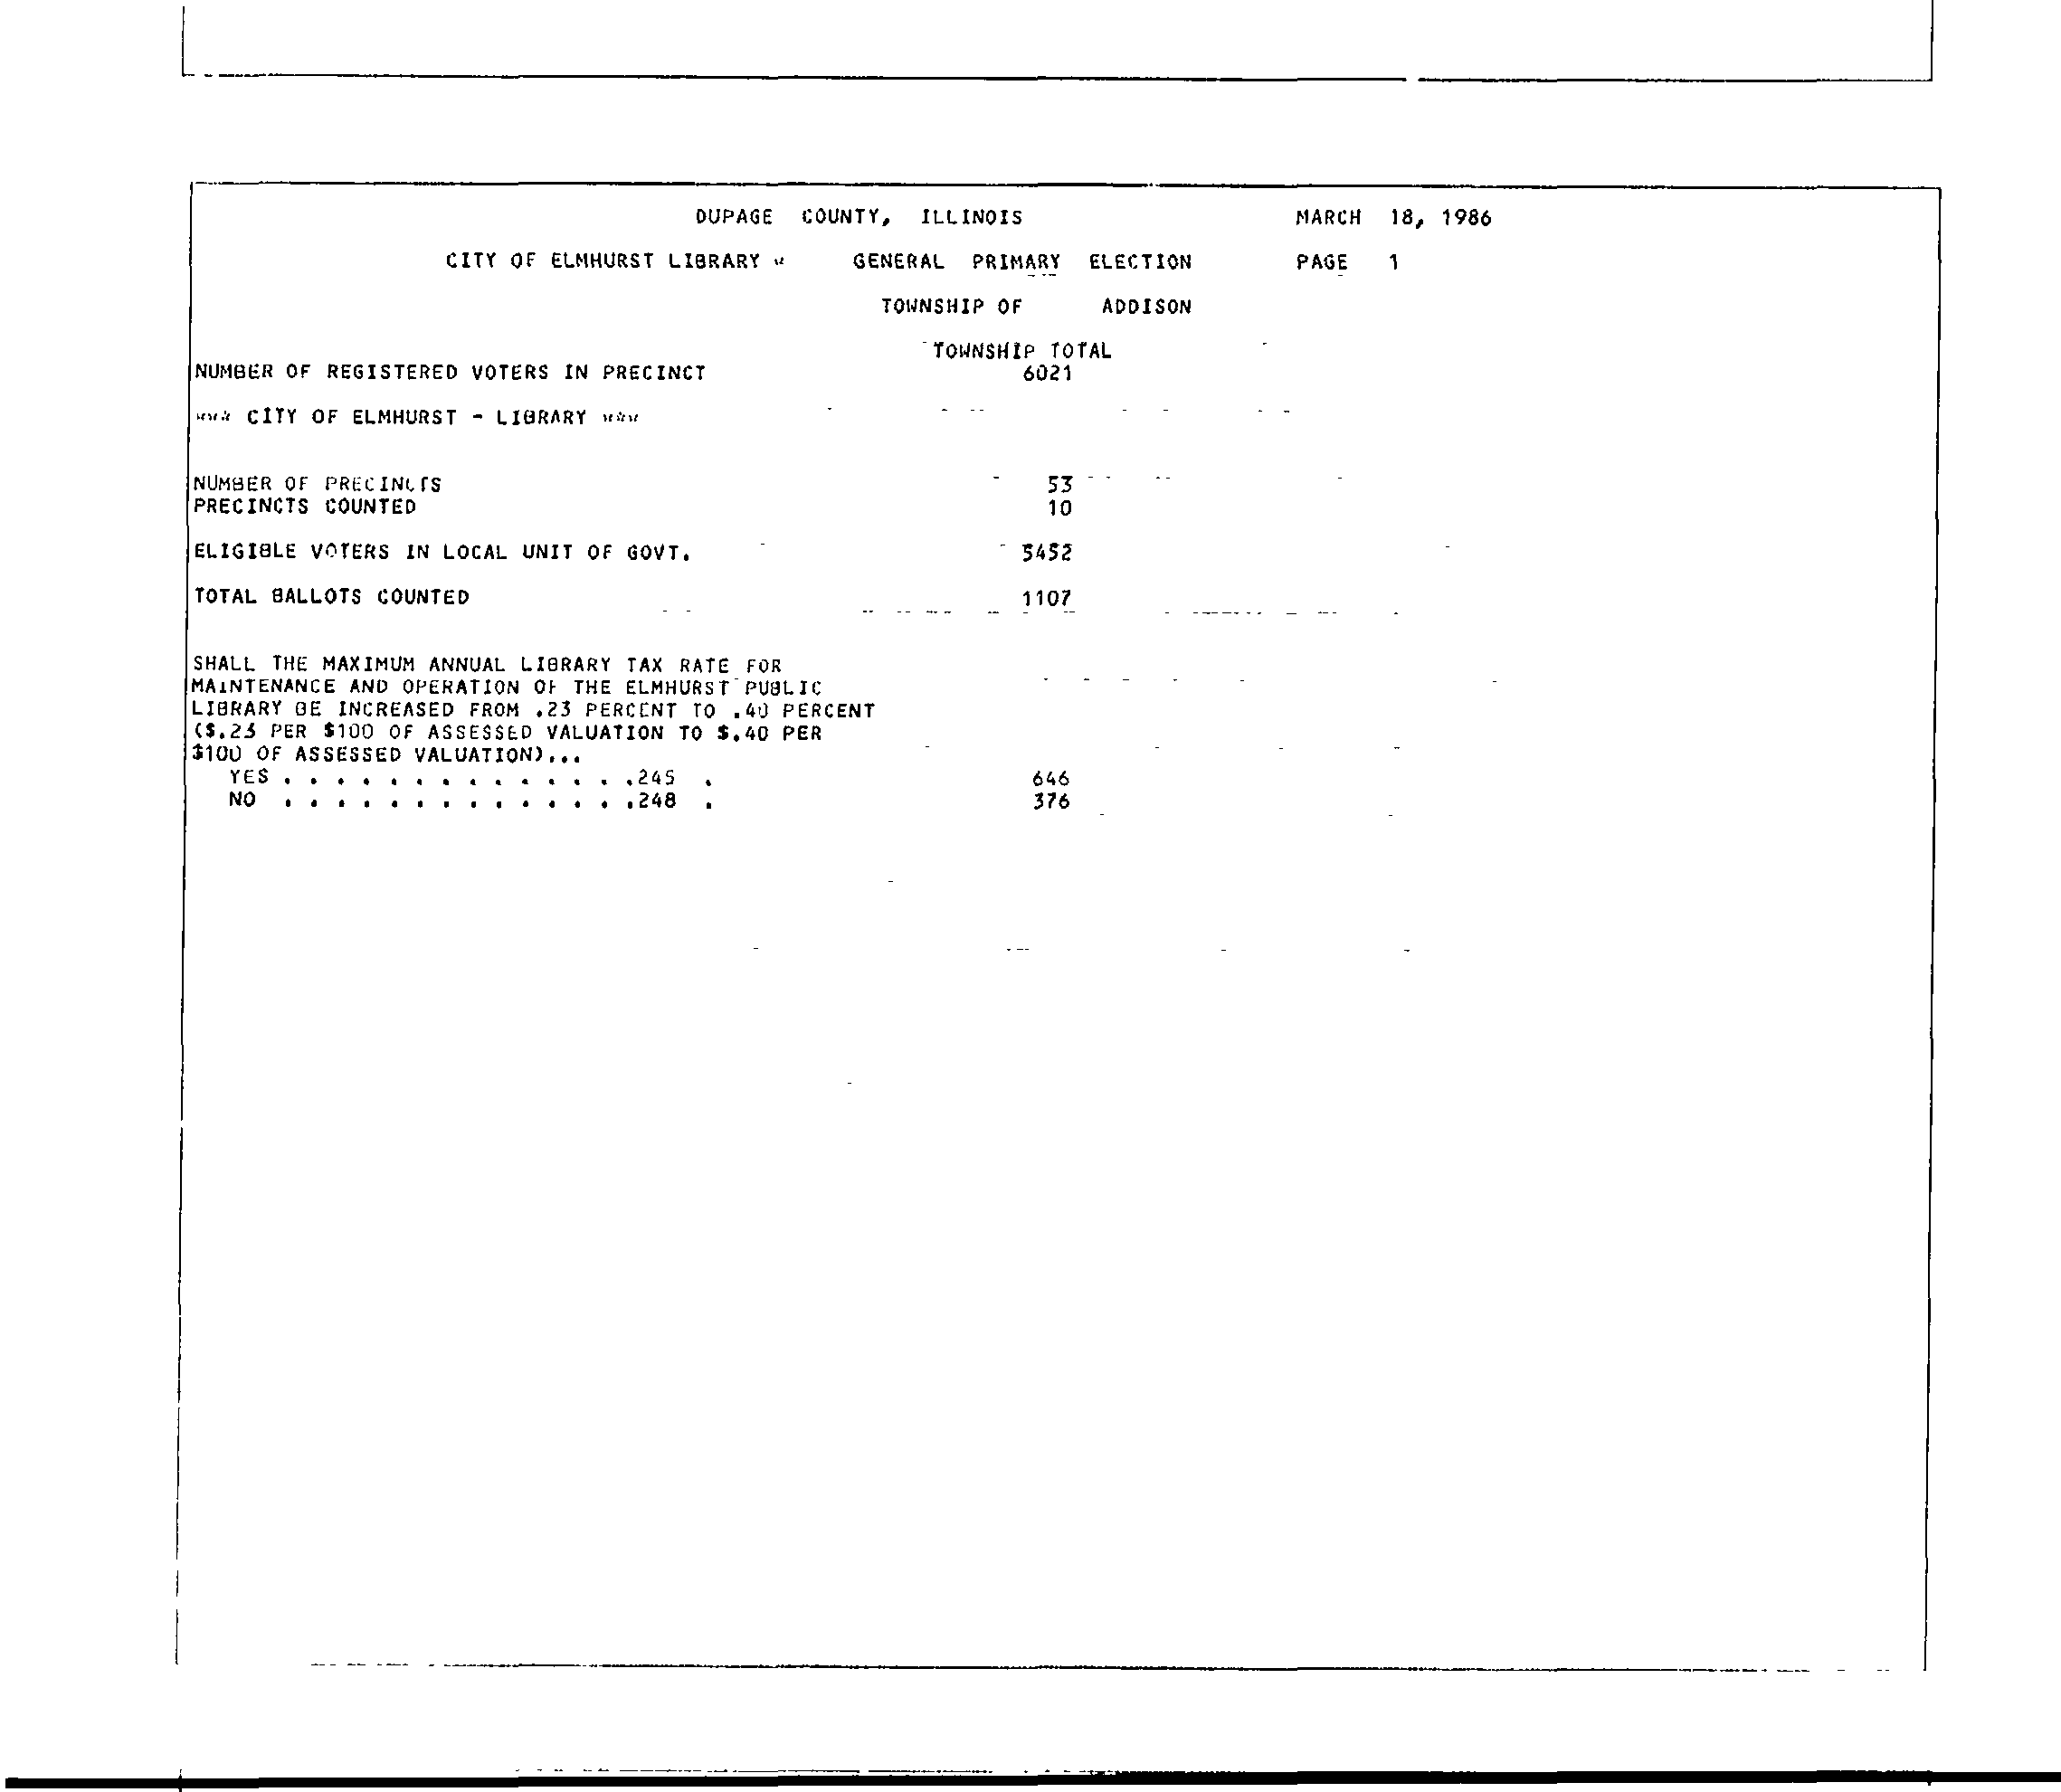 DUPAGE COUNTY, ILLINOIS MARCH 18, 1986
CITY OF ELMHURST LIBRARY * GENERAL PRIMARY ELECTION PAGE 1
TOWNSHIP OF ADDISON
TOWNSHIP TOTAL
NUMBER OF REGISTERED VOTERS IN PRECINCT 6021
*** CITY OF ELMHURST - LIBRARY ***
NUMBER OF PRECINCTS 53
PRECINCTS COUNTED 10
ELIGIBLE VOTERS IN LOCAL UNIT OF GOVT. 5452
TOTAL BALLOTS COUNTED 1107
SHALL THE MAXIMUM ANNUAL LIBRARY TAX RATE FOR
MAINTENANCE AND OPERATION OF THE ELMHURST PUBLIC
LIBRARY BE INCREASED FROM .23 PERCENT TO .40 PERCENT
($.23 PER $100 OF ASSESSED VALUATION TO $.40 PER
$100 OF ASSESSED VALUATION)...
YES . . . . . . . . . . . . . .245 . 646
NO . . . . . . . . . . . . . .248 . 376